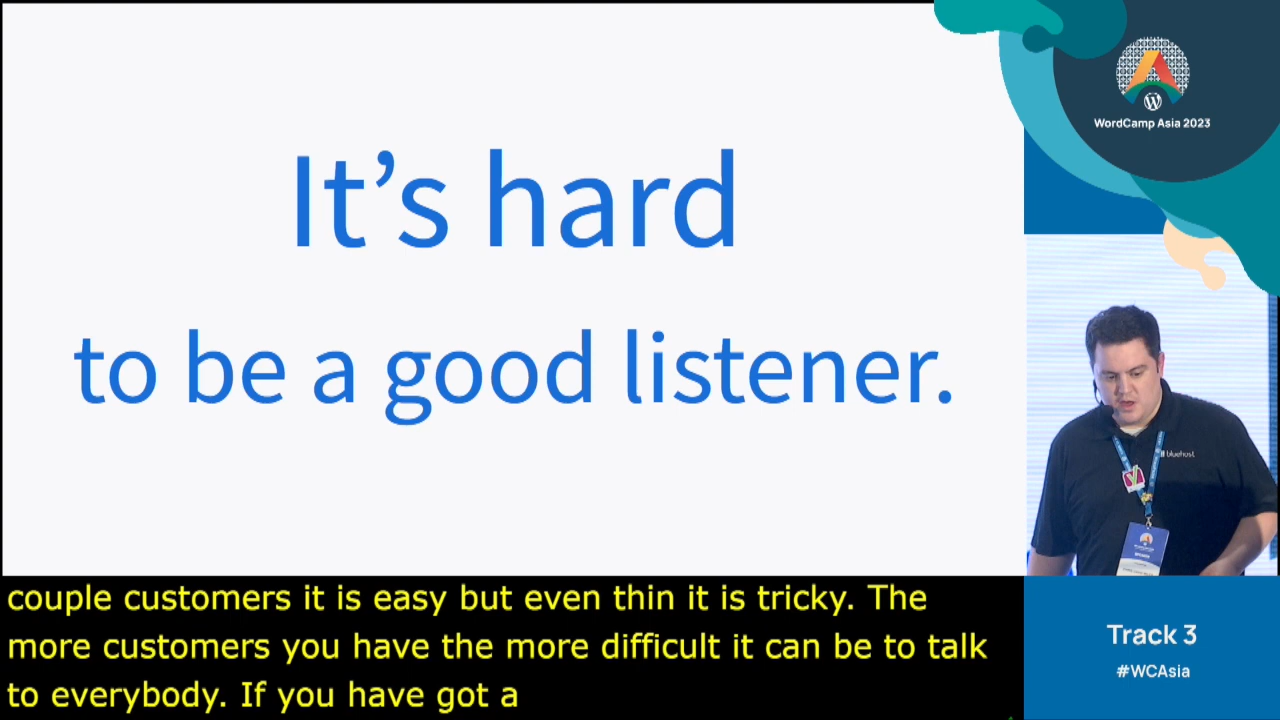 It’s hard
to be a good listener.
WordCamp Asia 2023
bluehost
couple customers it is easy but even thin it is tricky. The
more customers you have the more difficult it can be to talk
to everybody. If you have got a
Track 3
#WCAsia